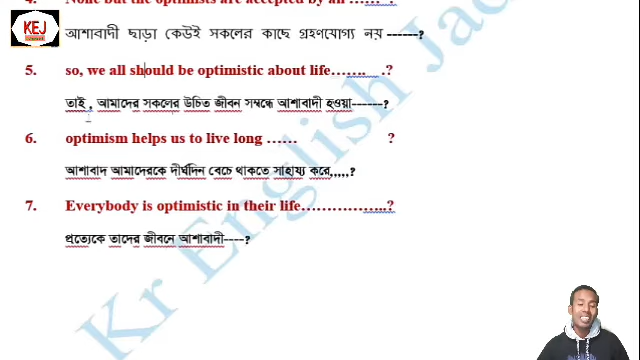 4. None but the optimists are accepted by all …… ?
KEJ
আশাবাদী ছাড়া কেউই সকলের কাছে গ্রহণযোগ্য নয় ------?
5. so, we all should be optimistic about life……. .?
তাই , আমাদের সকলের উচিত জীবন সম্বন্ধে আশাবাদী হওয়া------?
6. optimism helps us to live long …… ?
আশাবাদ আমাদেরকে দীর্ঘদিন বেচে থাকতে সাহায্য করে,,,,,?
7. Everybody is optimistic in their life……………..?
প্রত্যেকে তাদের জীবনে আশাবাদী----?
Kr English Jad